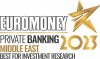 EUROMONEY
PRIVATE BANKING 2023
MIDDLE EAST
BEST FOR INVESTMENT RESEARCH